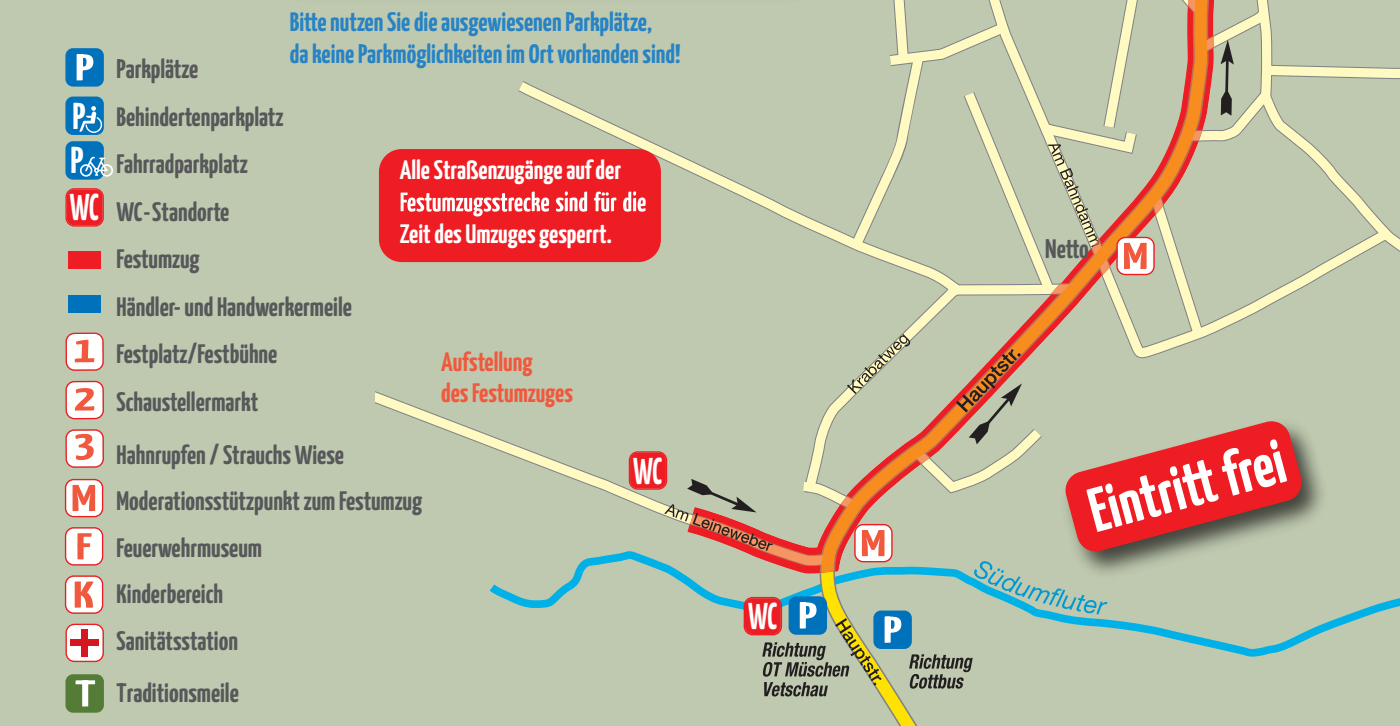 Bitte nutzen Sie die ausgewiesenen Parkplätze,
da keine Parkmöglichkeiten im Ort vorhanden sind!
P Parkplätze
P Behindertenparkplatz
P Fahrradparkplatz
WC WC-Standorte
Festumzug
Händler- und Handwerkermeile
1 Festplatz/Festbühne
2 Schaustellermarkt
3 Hahnrupfen / Strauchs Wiese
M Moderationsstützpunkt zum Festumzug
F Feuerwehrmuseum
K Kinderbereich
Sanitätsstation
T Traditionsmeile
Alle Straßenzugänge auf der
Festumzugsstrecke sind für die
Zeit des Umzuges gesperrt.
Am Bahndamm
Netto
M
Krabatweg
Hauptstr.
Aufstellung
des Festumzuges
WC
Am Leineweber
M
Eintritt frei
Südumfluter
WC P
Richtung
OT Müschen
Vetschau
Hauptstr.
P
Richtung
Cottbus